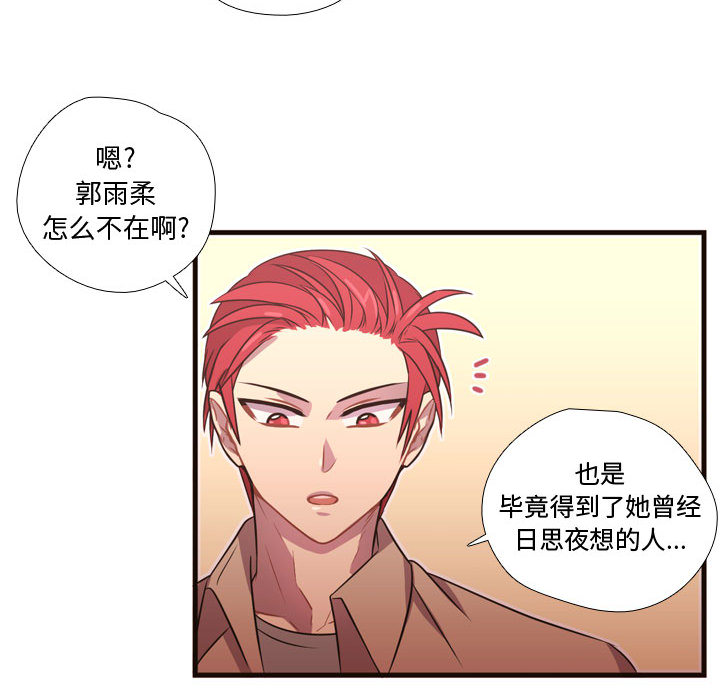 嗯?
郭雨柔
怎么不在啊?
也是
毕竟得到了她曾经
日思夜想的人...